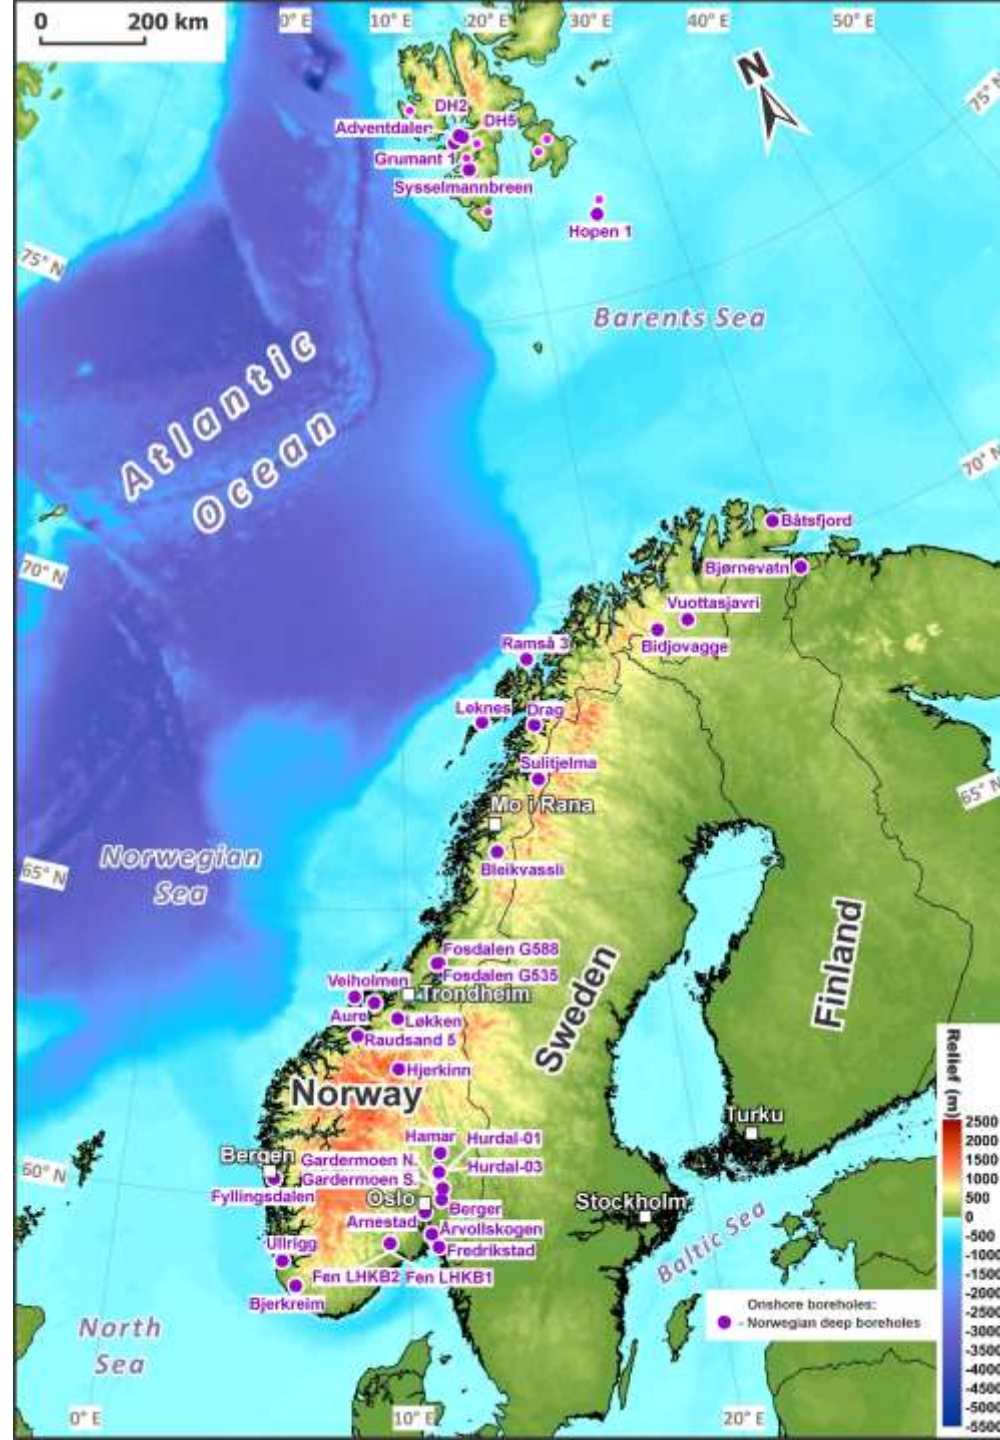 0 200 km
0° E
10° E
20° E
30° E
40° E
50° E
N
75° N
DH2
DH5
Adventdalen
Grumant 1
Sysselmannbreen
Hopen 1
75° N
Barents Sea
Atlantic
Ocean
70° N
Båtsfjord
Bjørnevatn
70° N
Vuottasjavri
Bidjovagge
Ramså 3
Leknes
Drag
Sulitjelma
65° N
Mo i Rana
Norwegian
Sea
65° N
Bleikvassli
Finland
Sweden
Fosdalen G588
Fosdalen G535
Veiholmen
Trondheim
Aure
Løkken
Raudsand 5
Hjerkinn
Norway
Turku
Bergen
Hamar
Hurdal-01
Gardermoen N.
Hurdal-03
Gardermoen S.
60° N
Fyllingsdalen
Oslo
Berger
Stockholm
Arnestad
Årvollskogen
Fredrikstad
Baltic Sea
Ullrigg
Fen LHKB2
Fen LHKB1
Bjerkreim
North
Sea
Onshore boreholes:
- Norwegian deep boreholes
Relief (m)
2500
2000
1500
1000
500
0
-500
-1000
-1500
-2000
-2500
-3000
-3500
-4000
-4500
-5000
-5500
0° E
10° E
20° E